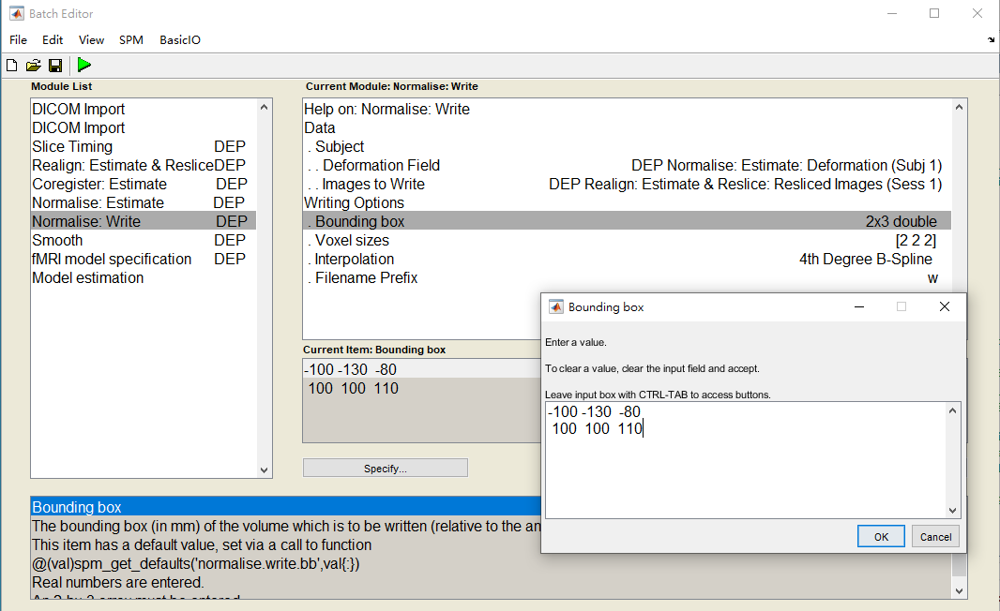 Batch Editor
File Edit View SPM BasicIO
Module List
DICOM Import
DICOM Import
Slice Timing DEP
Realign: Estimate & Reslice DEP
Coregister: Estimate DEP
Normalise: Estimate DEP
Normalise: Write DEP
Smooth DEP
fMRI model specification DEP
Model estimation
Current Module: Normalise: Write
Help on: Normalise: Write
Data
. Subject
. . Deformation Field DEP Normalise: Estimate: Deformation (Subj 1)
. . Images to Write DEP Realign: Estimate & Reslice: Resliced Images (Sess 1)
Writing Options
. Bounding box 2x3 double
. Voxel sizes [2 2 2]
. Interpolation 4th Degree B-Spline
. Filename Prefix w
Current Item: Bounding box
-100 -130 -80
100 100 110
Specify...
Bounding box
Enter a value.
To clear a value, clear the input field and accept.
Leave input box with CTRL-TAB to access buttons.
-100 -130 -80
100 100 110
OK Cancel
Bounding box
The bounding box (in mm) of the volume which is to be written (relative to the an
This item has a default value, set via a call to function
@(val)spm_get_defaults('normalise.write.bb',val{:})
Real numbers are entered.
An 2-by-3 array must be entered